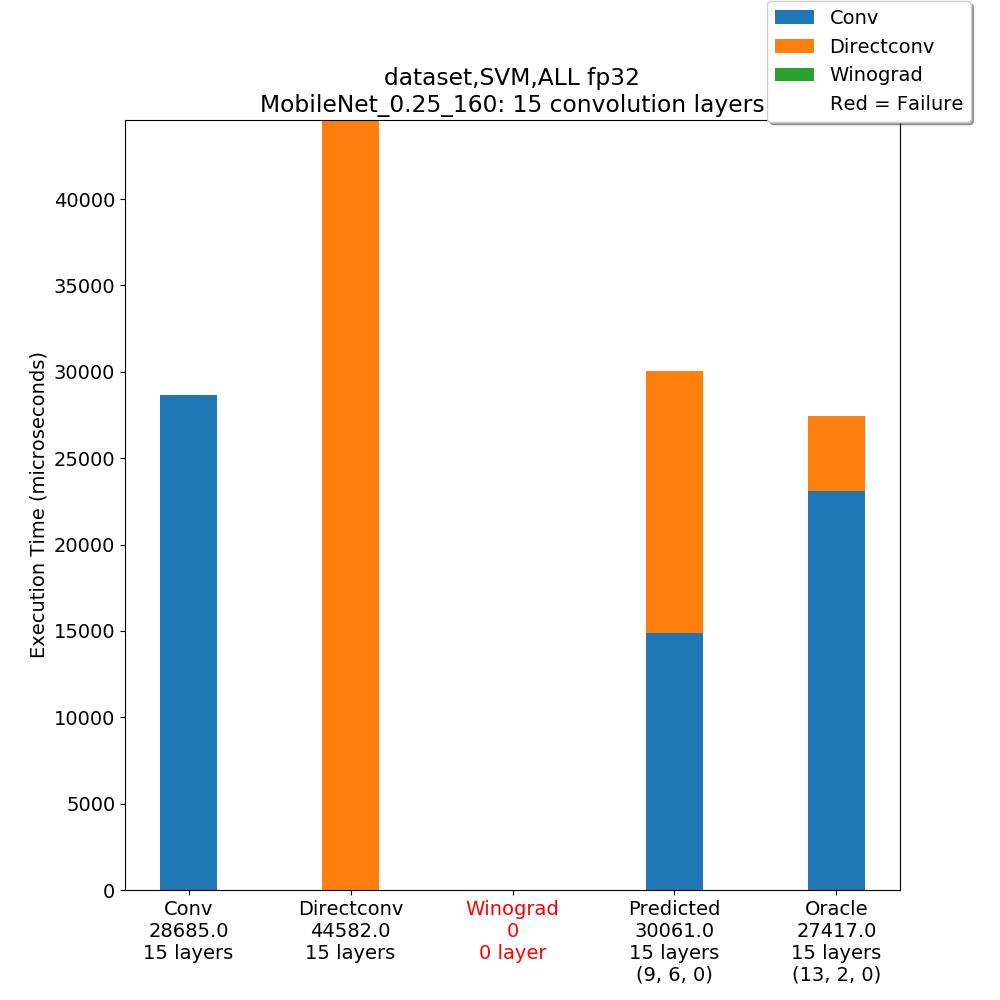 Conv
Directconv
Winograd
Red = Failure
dataset,SVM,ALL fp32
MobileNet_0.25_160: 15 convolution layers
Execution Time (microseconds)
40000
35000
30000
25000
20000
15000
10000
5000
0
Conv
28685.0
15 layers
Directconv
44582.0
15 layers
Winograd
0
0 layer
Predicted
30061.0
15 layers
(9, 6, 0)
Oracle
27417.0
15 layers
(13, 2, 0)